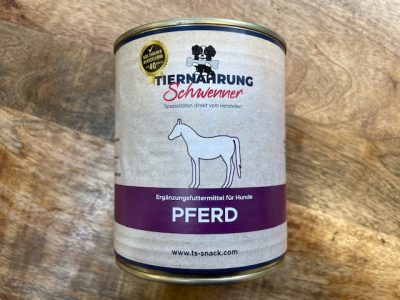 TIERNAHRUNG
Schwenner
Spezialitäten direkt vom Hersteller!
Ergänzungsfuttermittel für Hunde
PFERD
www.ts-snack.com